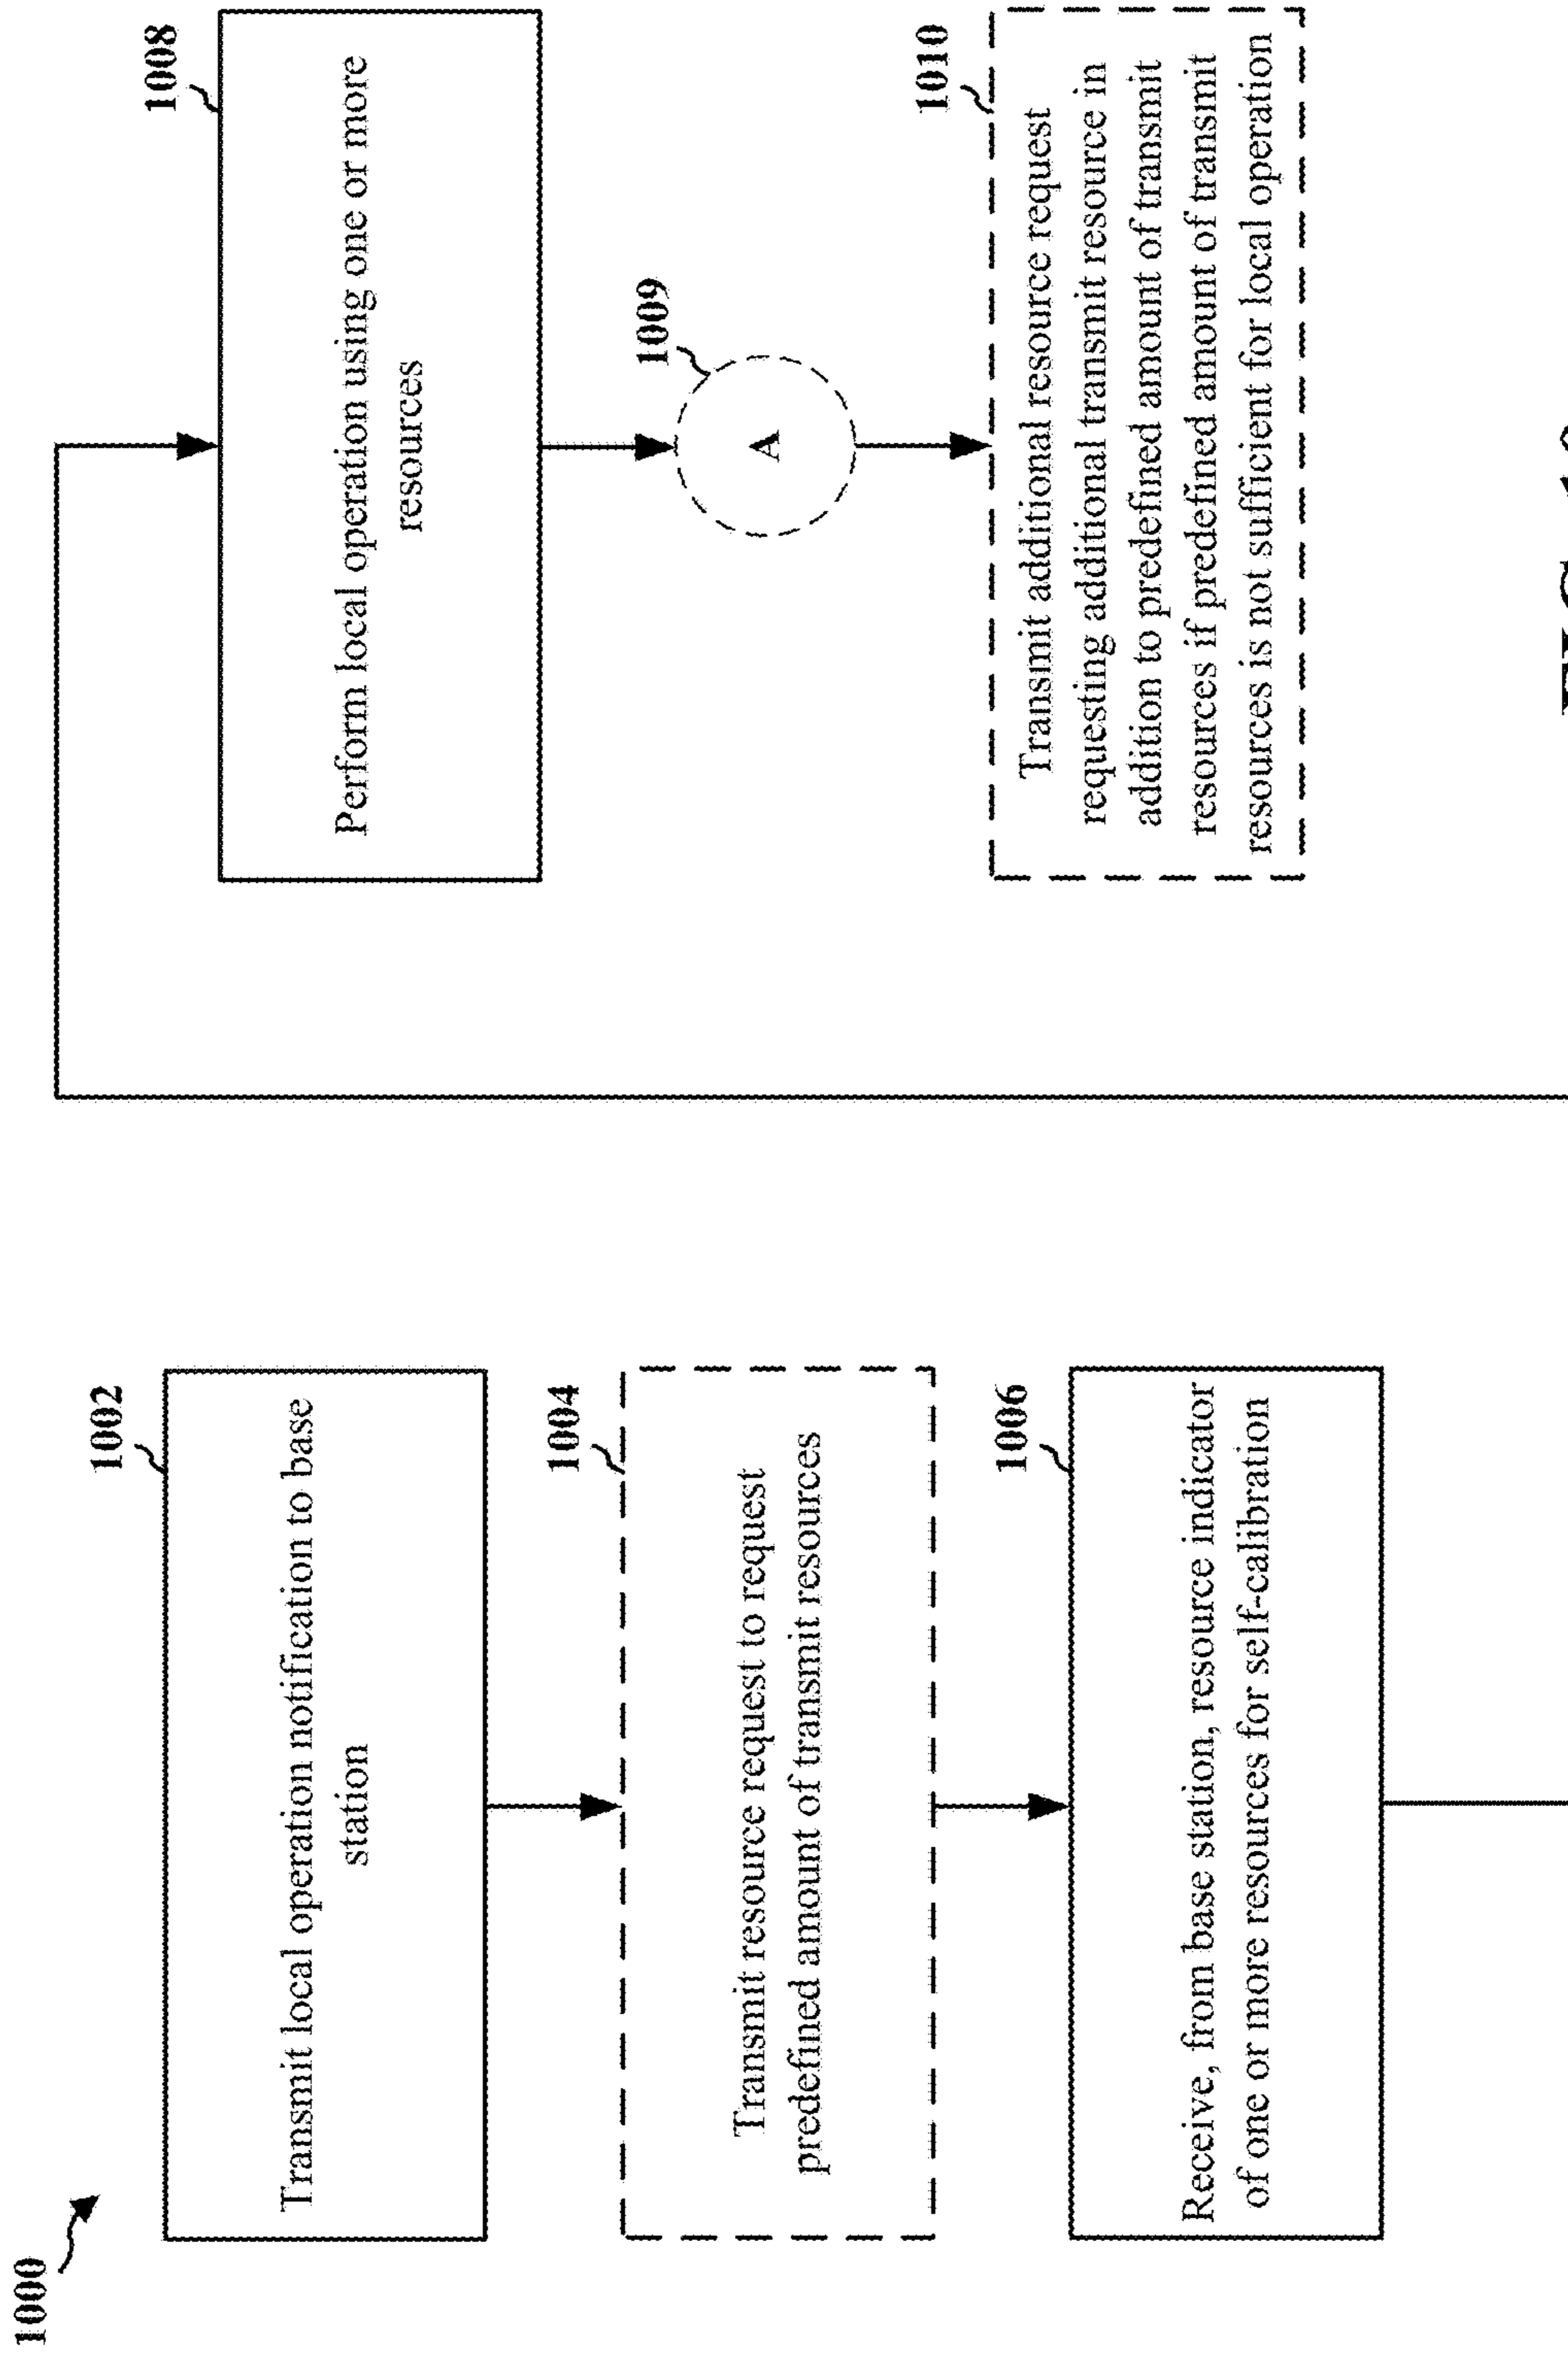 1000
1002
Transmit local operation notification to base
station
1004
Transmit resource request to request
predefined amount of transmit resources
1006
Receive, from base station, resource indicator
of one or more resources for self-calibration
1008
Perform local operation using one or more
resources
1009
A
1010
Transmit additional resource request
requesting additional transmit resource in
addition to predefined amount of transmit
resources if predefined amount of transmit
resources is not sufficient for local operation